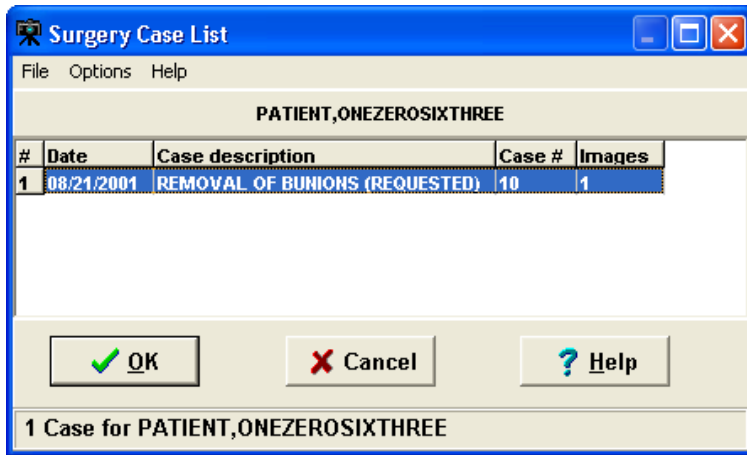 Surgery Case List
File Options Help
PATIENT,ONEZEROSIXTHREE
# Date Case description Case # Images
1 08/21/2001 REMOVAL OF BUNIONS (REQUESTED) 10 1
OK Cancel ? Help
1 Case for PATIENT,ONEZEROSIXTHREE